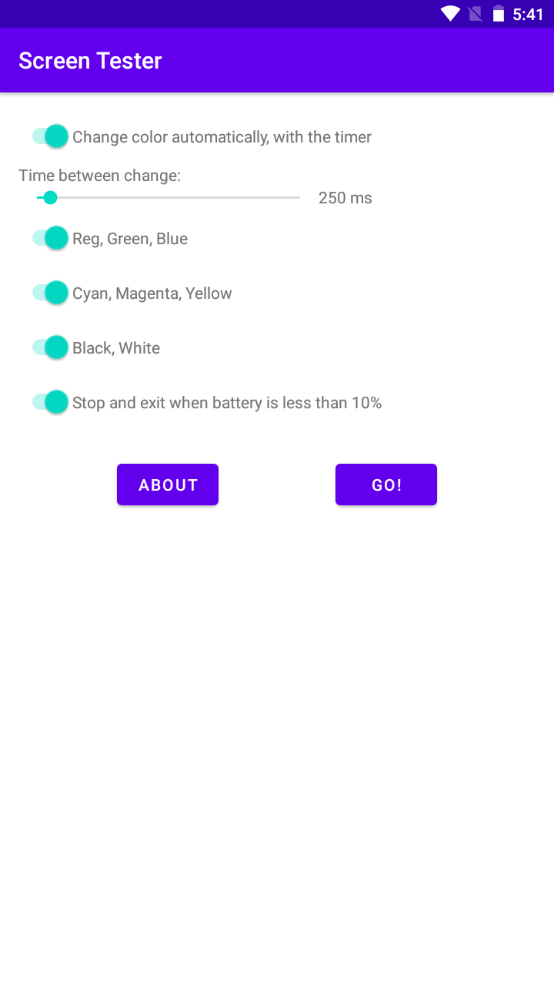 5:41
Screen Tester
Change color automatically, with the timer
Time between change:
250 ms
Reg, Green, Blue
Cyan, Magenta, Yellow
Black, White
Stop and exit when battery is less than 10%
ABOUT
GO!